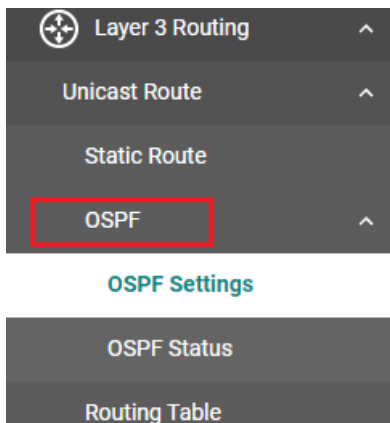 Layer 3 Routing
Unicast Route
Static Route
OSPF
OSPF Settings
OSPF Status
Routing Table